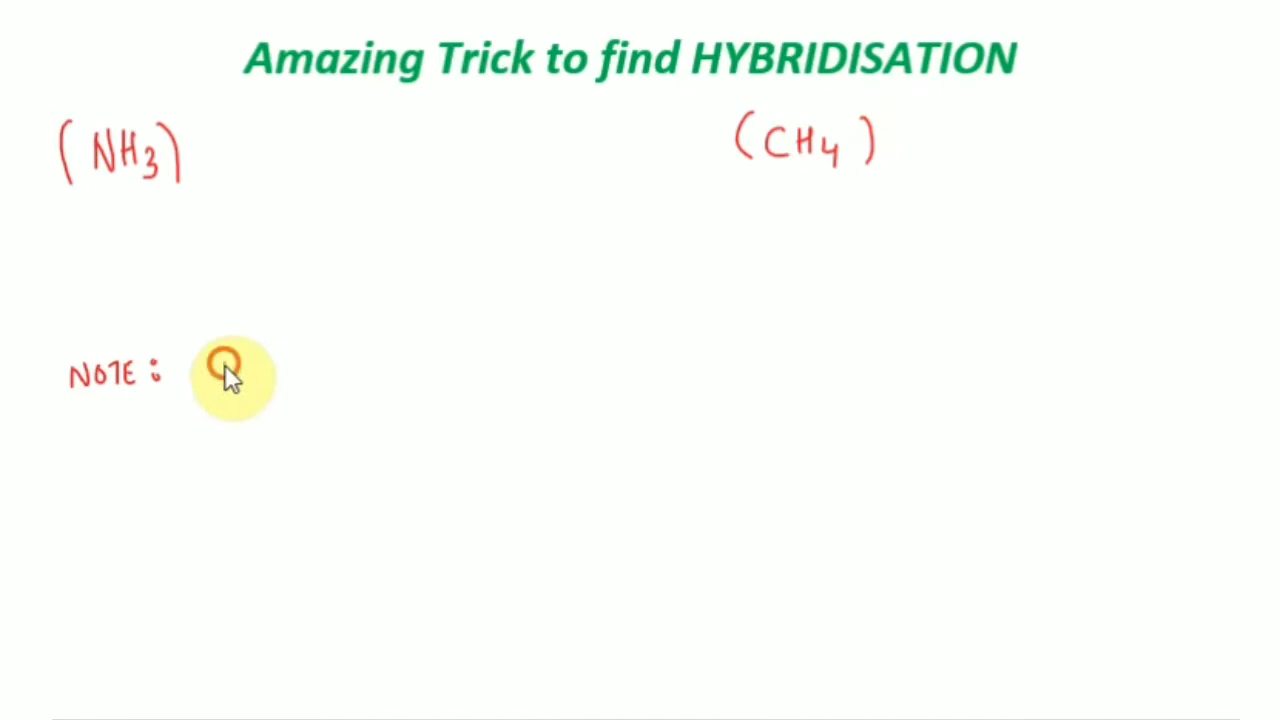 Amazing Trick to find HYBRIDISATION
(NH3) (CH4)
NOTE: